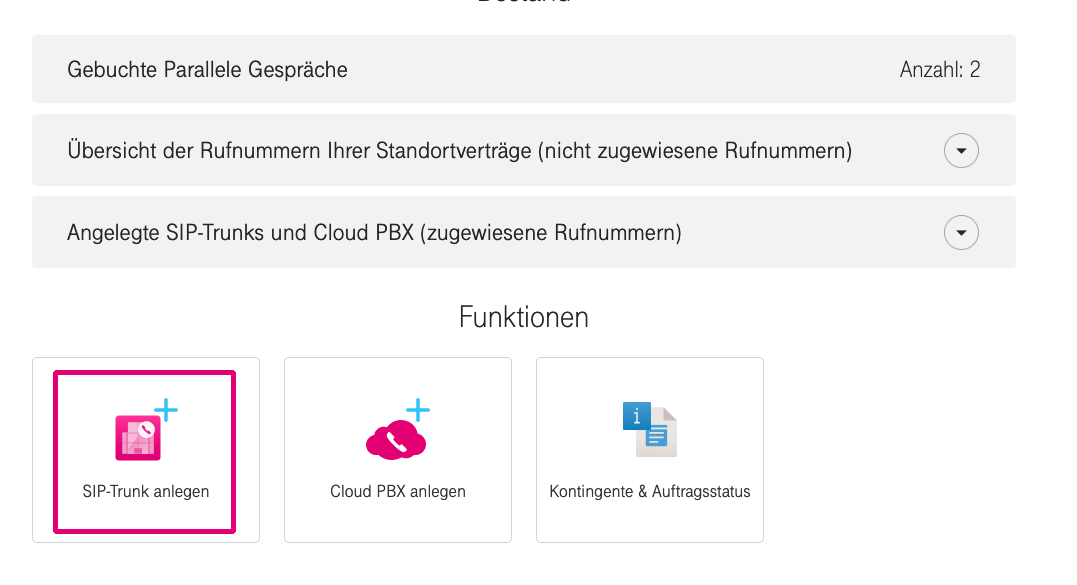 Gebuchte Parallele Gespräche Anzahl: 2
Übersicht der Rufnummern Ihrer Standortverträge (nicht zugewiesene Rufnummern)
Angelegte SIP-Trunks und Cloud PBX (zugewiesene Rufnummern)
Funktionen
i
SIP-Trunk anlegen
Cloud PBX anlegen
Kontingente & Auftragsstatus